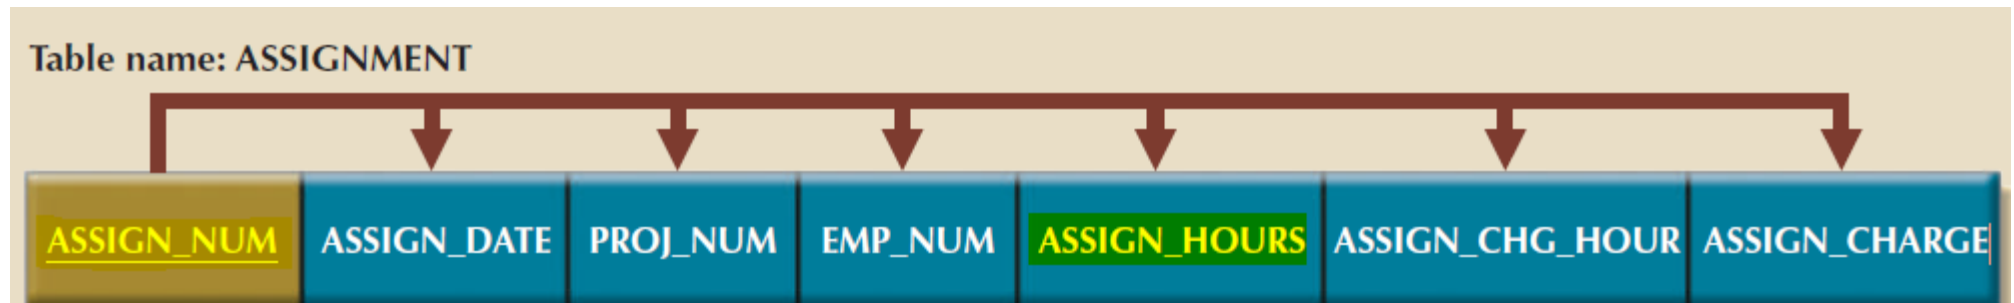 Table name: ASSIGNMENT
ASSIGN_NUM ASSIGN_DATE PROJ_NUM EMP_NUM ASSIGN_HOURS ASSIGN_CHG_HOUR ASSIGN_CHARGE